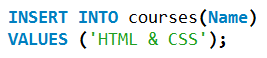 INSERT INTO courses(Name)
VALUES ('HTML & CSS');